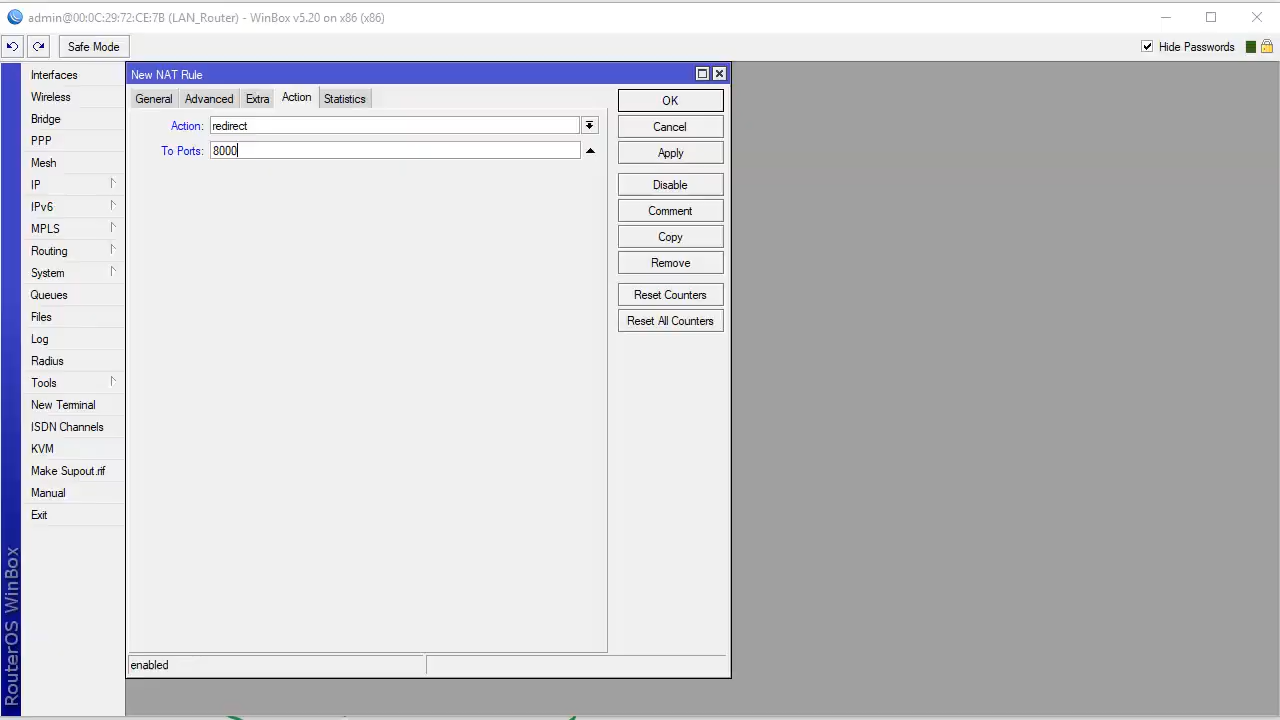 admin@00:0C:29:72:CE:7B (LAN_Router) - WinBox v5.20 on x86 (x86)
Safe Mode
Hide Passwords
Interfaces
Wireless
Bridge
PPP
Mesh
IP
IPv6
MPLS
Routing
System
Queues
Files
Log
Radius
Tools
New Terminal
ISDN Channels
KVM
Make Supout.rif
Manual
Exit
RouterOS WinBox
New NAT Rule
General Advanced Extra Action Statistics
Action: redirect
To Ports: 8000
OK
Cancel
Apply
Disable
Comment
Copy
Remove
Reset Counters
Reset All Counters
enabled